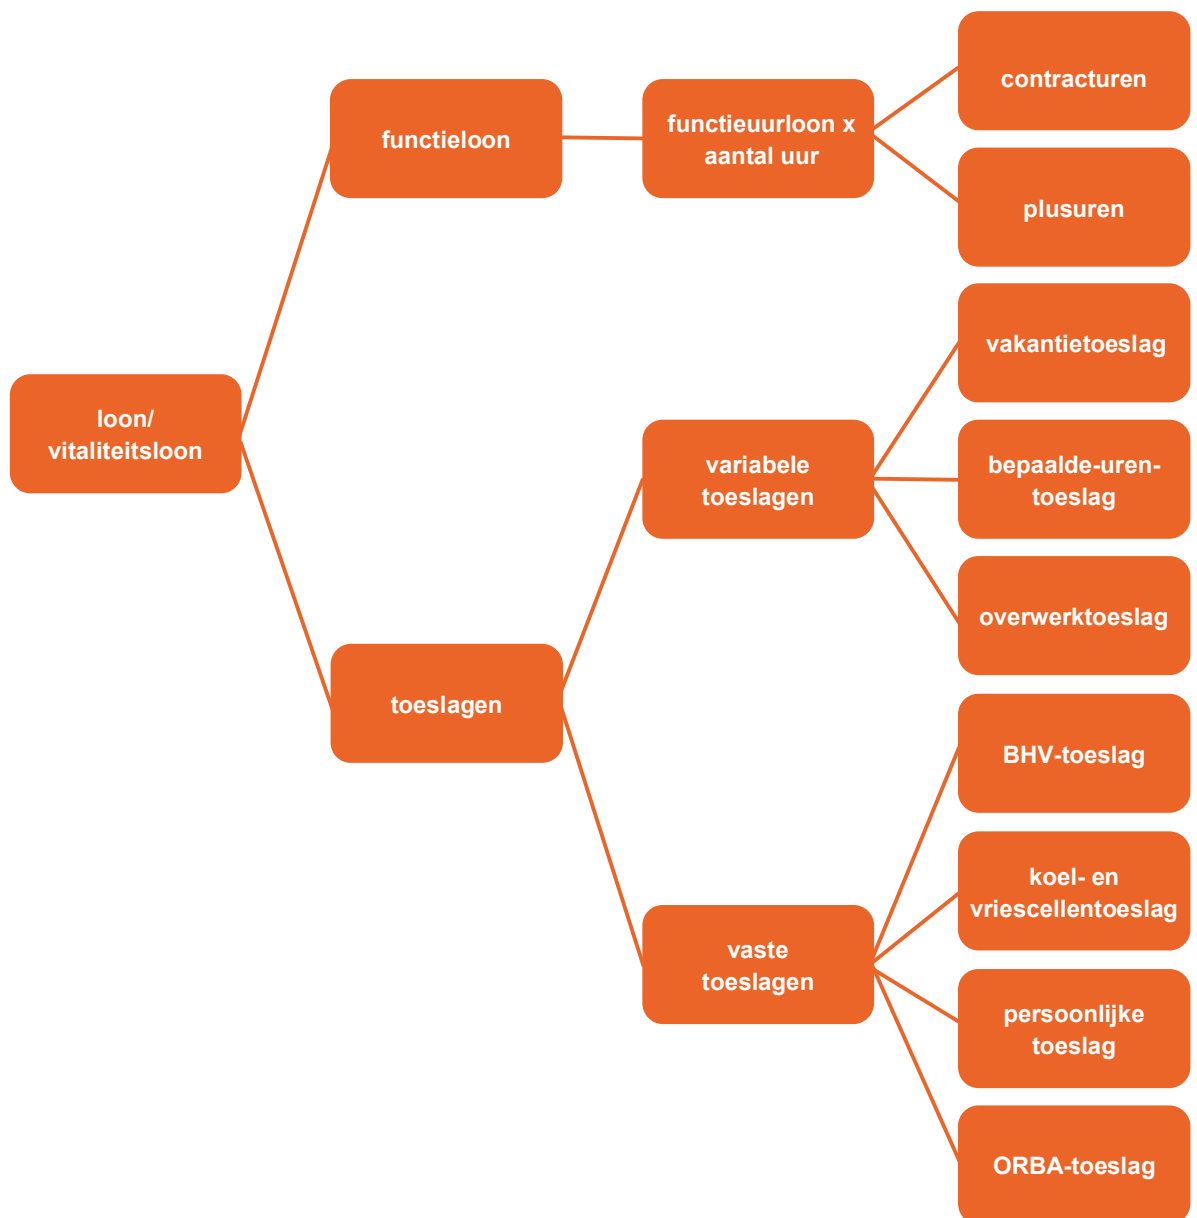 contracturen
functieloon
functieuurloon x
aantal uur
plusuren
vakantietoeslag
loon/
vitaliteitsloon
variabele
toeslagen
bepaalde-uren-
toeslag
overwerktoeslag
toeslagen
BHV-toeslag
koel- en
vriescellentoeslag
vaste
toeslagen
persoonlijke
toeslag
ORBA-toeslag